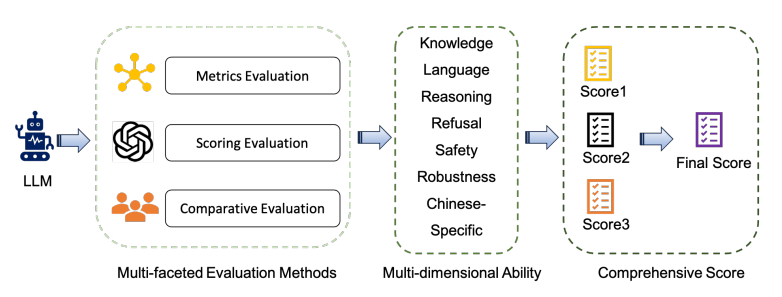 LLM
Metrics Evaluation
Scoring Evaluation
Comparative Evaluation
Multi-faceted Evaluation Methods
Knowledge
Language
Reasoning
Refusal
Safety
Robustness
Chinese-
Specific
Multi-dimensional Ability
Score1
Score2
Score3
Final Score
Comprehensive Score